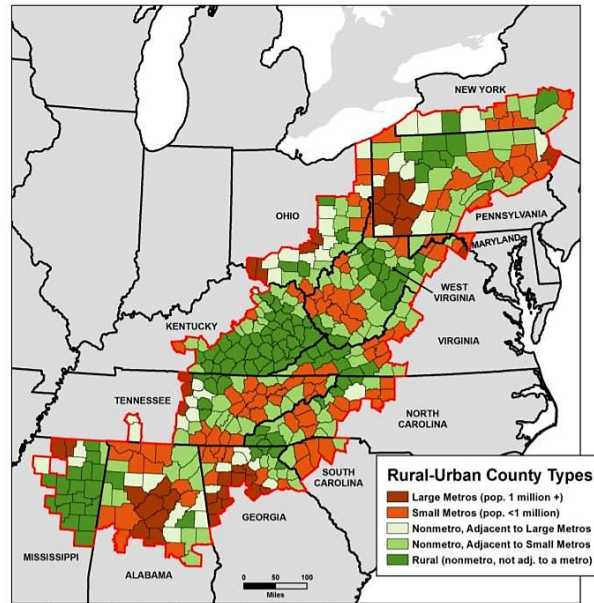 NEW YORK
OHIO
PENNSYLVANIA
MARYLAND
WEST
VIRGINIA
KENTUCKY
VIRGINIA
TENNESSEE
NORTH
CAROLINA
SOUTH
CAROLINA
GEORGIA
MISSISSIPPI
ALABAMA
0 50 100
Miles
Rural-Urban County Types
Large Metros (pop. 1 million +)
Small Metros (pop. <1 million)
Nonmetro, Adjacent to Large Metros
Nonmetro, Adjacent to Small Metros
Rural (nonmetro, not adj. to a metro)